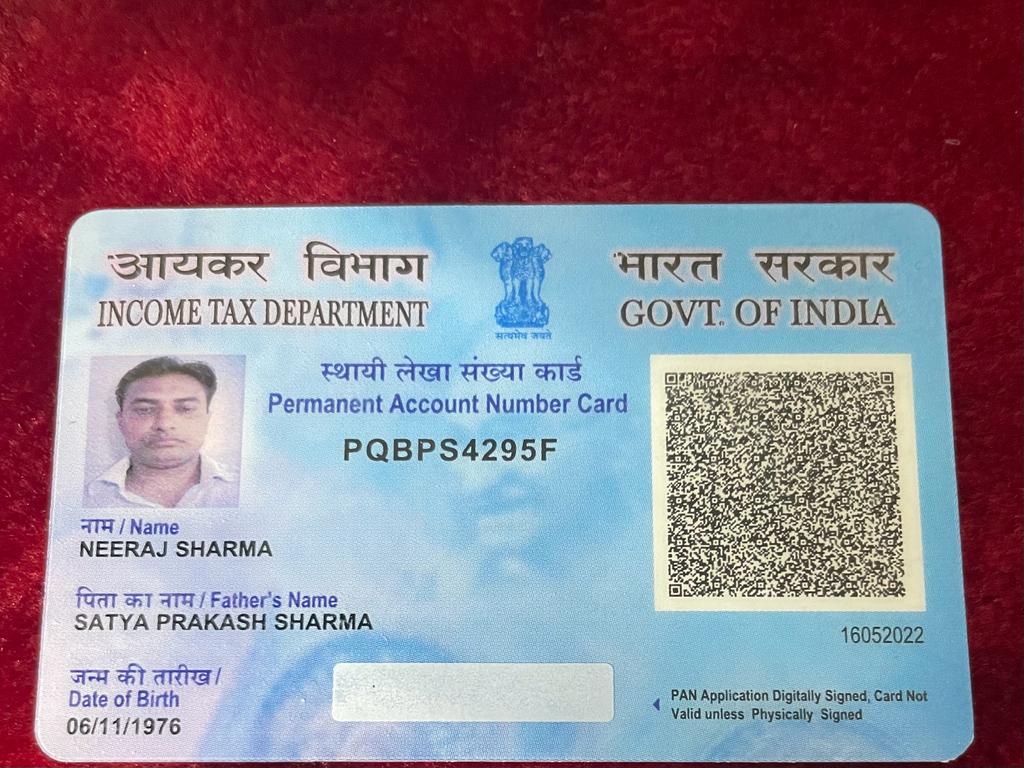 आयकर विभाग
INCOME TAX DEPARTMENT
सत्यमेव जयते
भारत सरकार
GOVT. OF INDIA
स्थायी लेखा संख्या कार्ड
Permanent Account Number Card
PQBPS4295F
नाम / Name
NEERAJ SHARMA
पिता का नाम / Father's Name
SATYA PRAKASH SHARMA
जन्म की तारीख /
Date of Birth
06/11/1976
16052022
PAN Application Digitally Signed, Card Not
Valid unless Physically Signed